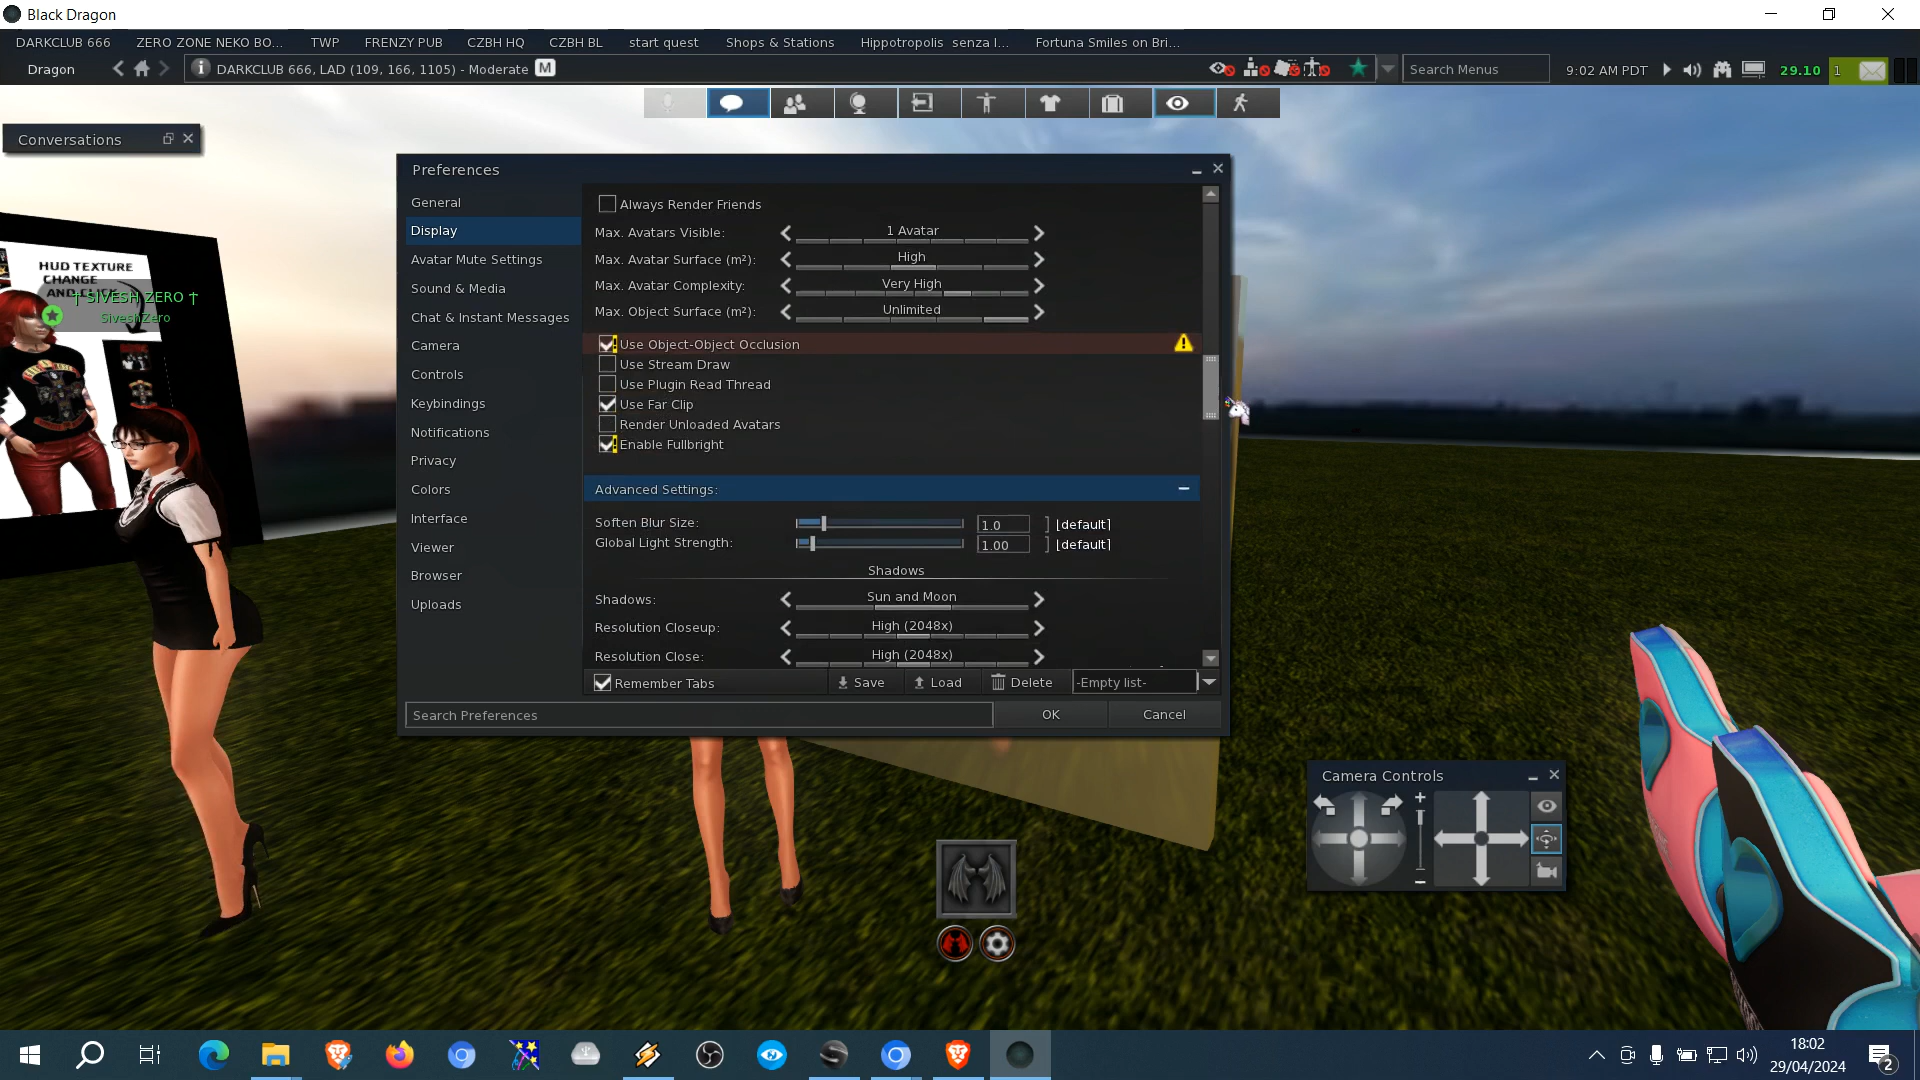 Black Dragon
DARKCLUB 666 ZERO ZONE NEKO BO... TWP FRENZY PUB CZBH HQ CZBH BL start quest Shops & Stations Hippotropolis senza l... Fortuna Smiles on Bri...
Dragon DARKCLUB 666, LAD (109, 166, 1105) - Moderate M Search Menus 9:02 AM PDT 29.10 1
Conversations
Preferences
General
Display
Avatar Mute Settings
Sound & Media
Chat & Instant Messages
Camera
Controls
Keybindings
Notifications
Privacy
Colors
Interface
Viewer
Browser
Uploads
Always Render Friends
Max. Avatars Visible: 1 Avatar
Max. Avatar Surface (m²): High
Max. Avatar Complexity: Very High
Max. Object Surface (m²): Unlimited
Use Object-Object Occlusion
Use Stream Draw
Use Plugin Read Thread
Use Far Clip
Render Unloaded Avatars
Enable Fullbright
Advanced Settings:
Soften Blur Size: 1.0 [default]
Global Light Strength: 1.00 [default]
Shadows
Shadows: Sun and Moon
Resolution Closeup: High (2048x)
Resolution Close: High (2048x)
Remember Tabs Save Load Delete -Empty list-
Search Preferences OK Cancel
HUD TEXTURE
CHANGE
AND CLICK
† SIVESH ZERO †
SiveshZero
Camera Controls
18:02
29/04/2024
2